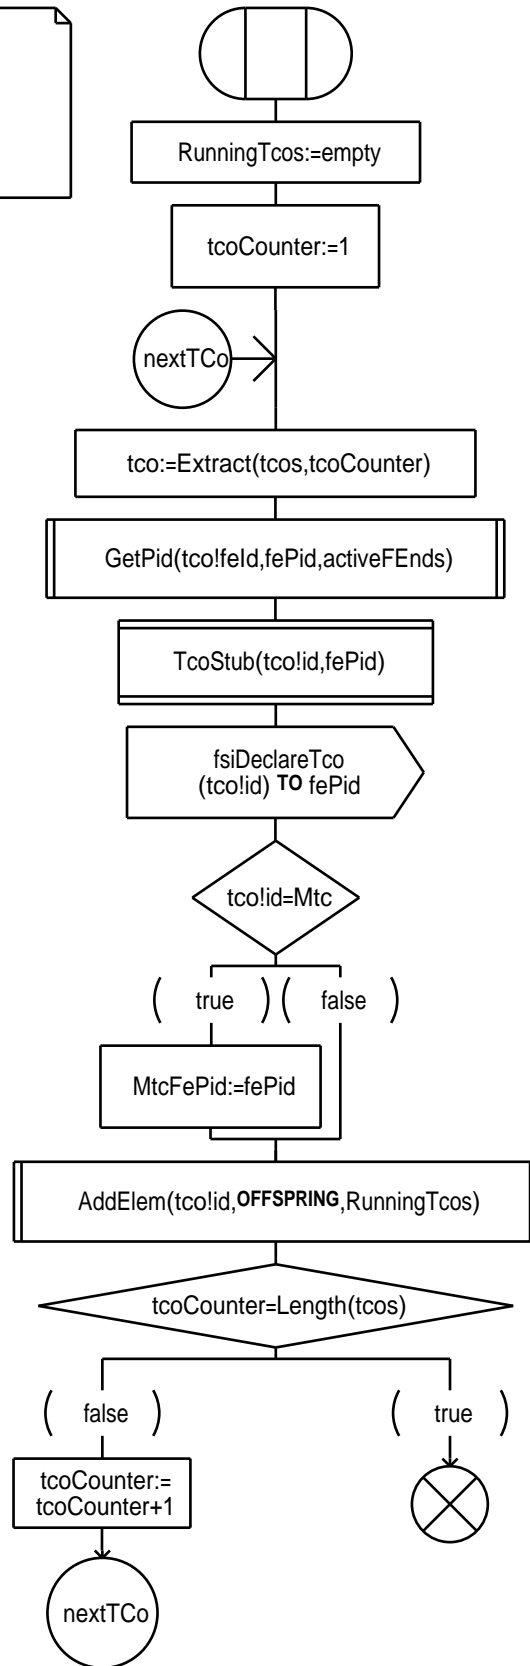 RunningTcos:=empty
tcoCounter:=1
nextTCo
tco:=Extract(tcos,tcoCounter)
GetPid(tco!feId,fePid,activeFEnds)
TcoStub(tco!id,fePid)
fsiDeclareTco
(tco!id) TO fePid
tco!id=Mtc
( true ) ( false )
MtcFePid:=fePid
AddElem(tco!id,OFFSPRING,RunningTcos)
tcoCounter=Length(tcos)
( false ) ( true )
tcoCounter:=
tcoCounter+1
nextTCo